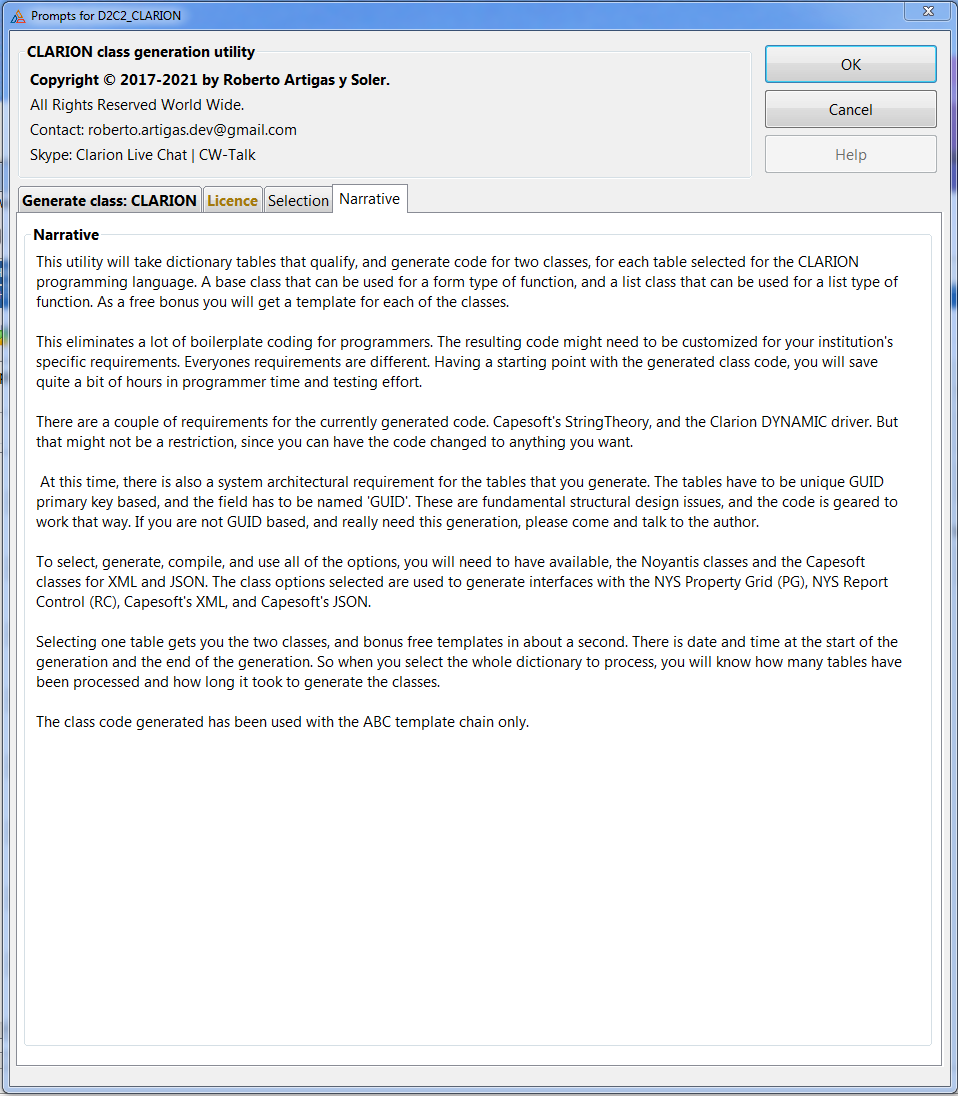 Prompts for D2C2_CLARION
CLARION class generation utility
Copyright © 2017-2021 by Roberto Artigas y Soler.
All Rights Reserved World Wide.
Contact: roberto.artigas.dev@gmail.com
Skype: Clarion Live Chat | CW-Talk
OK
Cancel
Help
Generate class: CLARION Licence Selection Narrative
Narrative
This utility will take dictionary tables that qualify, and generate code for two classes, for each table selected for the CLARION
programming language. A base class that can be used for a form type of function, and a list class that can be used for a list type of
function. As a free bonus you will get a template for each of the classes.
This eliminates a lot of boilerplate coding for programmers. The resulting code might need to be customized for your institution's
specific requirements. Everyones requirements are different. Having a starting point with the generated class code, you will save
quite a bit of hours in programmer time and testing effort.
There are a couple of requirements for the currently generated code. Capesoft's StringTheory, and the Clarion DYNAMIC driver. But
that might not be a restriction, since you can have the code changed to anything you want.
At this time, there is also a system architectural requirement for the tables that you generate. The tables have to be unique GUID
primary key based, and the field has to be named 'GUID'. These are fundamental structural design issues, and the code is geared to
work that way. If you are not GUID based, and really need this generation, please come and talk to the author.
To select, generate, compile, and use all of the options, you will need to have available, the Noyantis classes and the Capesoft
classes for XML and JSON. The class options selected are used to generate interfaces with the NYS Property Grid (PG), NYS Report
Control (RC), Capesoft's XML, and Capesoft's JSON.
Selecting one table gets you the two classes, and bonus free templates in about a second. There is date and time at the start of the
generation and the end of the generation. So when you select the whole dictionary to process, you will know how many tables have
been processed and how long it took to generate the classes.
The class code generated has been used with the ABC template chain only.